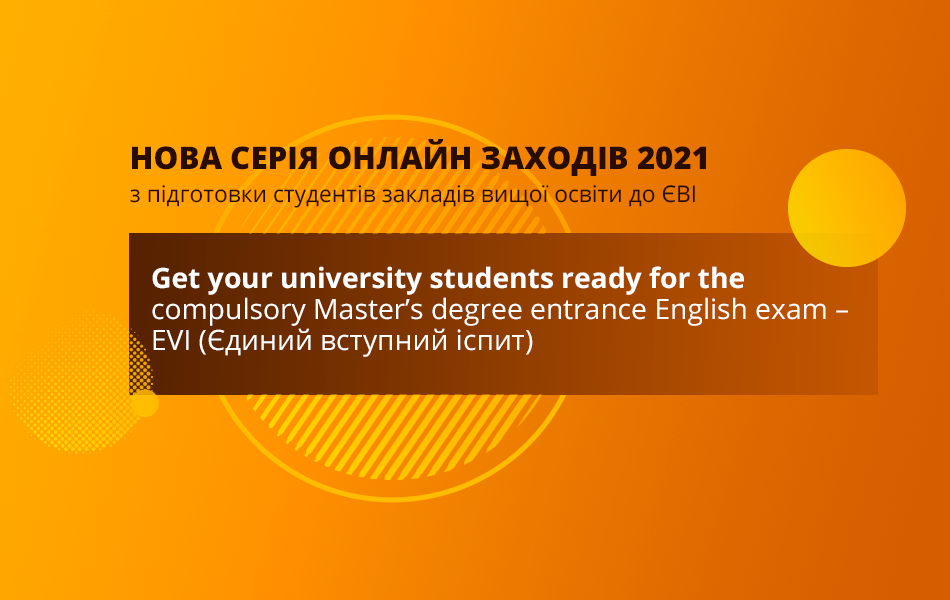 НОВА СЕРІЯ ОНЛАЙН ЗАХОДІВ 2021
з підготовки студентів закладів вищої освіти до ЄВІ
Get your university students ready for the
compulsory Master’s degree entrance English exam –
EVI (Єдиний вступний іспит)